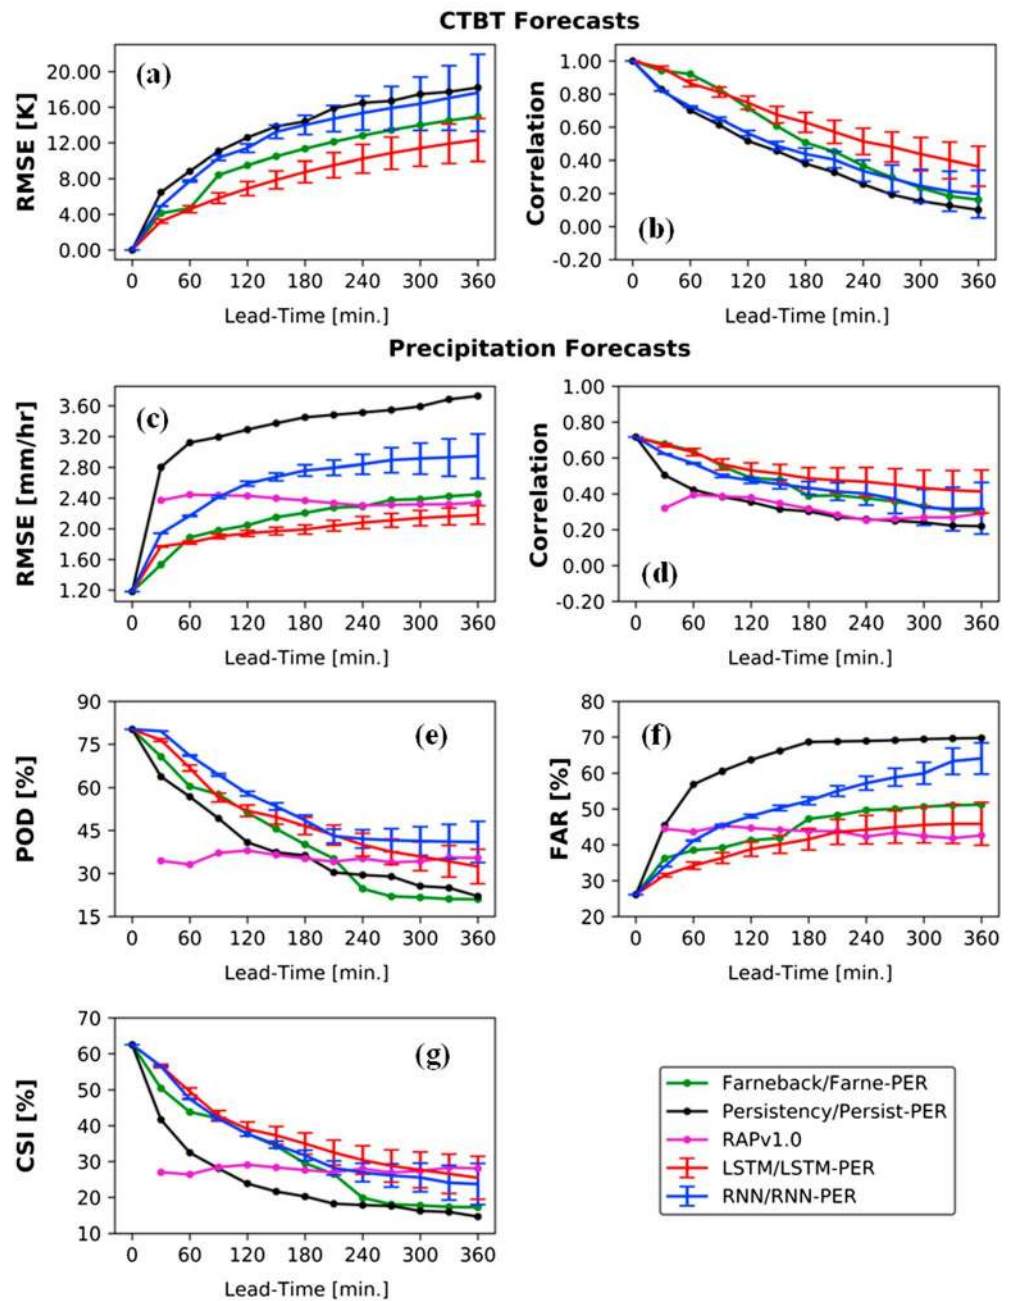 CTBT Forecasts
(a)
RMSE [K]
20.00
16.00
12.00
8.00
4.00
0.00
0 60 120 180 240 300 360
Lead-Time [min.]
(b)
Correlation
1.00
0.80
0.60
0.40
0.20
0.00
-0.20
0 60 120 180 240 300 360
Lead-Time [min.]
Precipitation Forecasts
(c)
RMSE [mm/hr]
3.60
3.20
2.80
2.40
2.00
1.60
1.20
0 60 120 180 240 300 360
Lead-Time [min.]
(d)
Correlation
1.00
0.80
0.60
0.40
0.20
0.00
-0.20
0 60 120 180 240 300 360
Lead-Time [min.]
(e)
POD [%]
90
75
60
45
30
15
0 60 120 180 240 300 360
Lead-Time [min.]
(f)
FAR [%]
80
70
60
50
40
30
20
0 60 120 180 240 300 360
Lead-Time [min.]
(g)
CSI [%]
70
60
50
40
30
20
10
0 60 120 180 240 300 360
Lead-Time [min.]
Farneback/Farne-PER
Persistency/Persist-PER
RAPv1.0
LSTM/LSTM-PER
RNN/RNN-PER